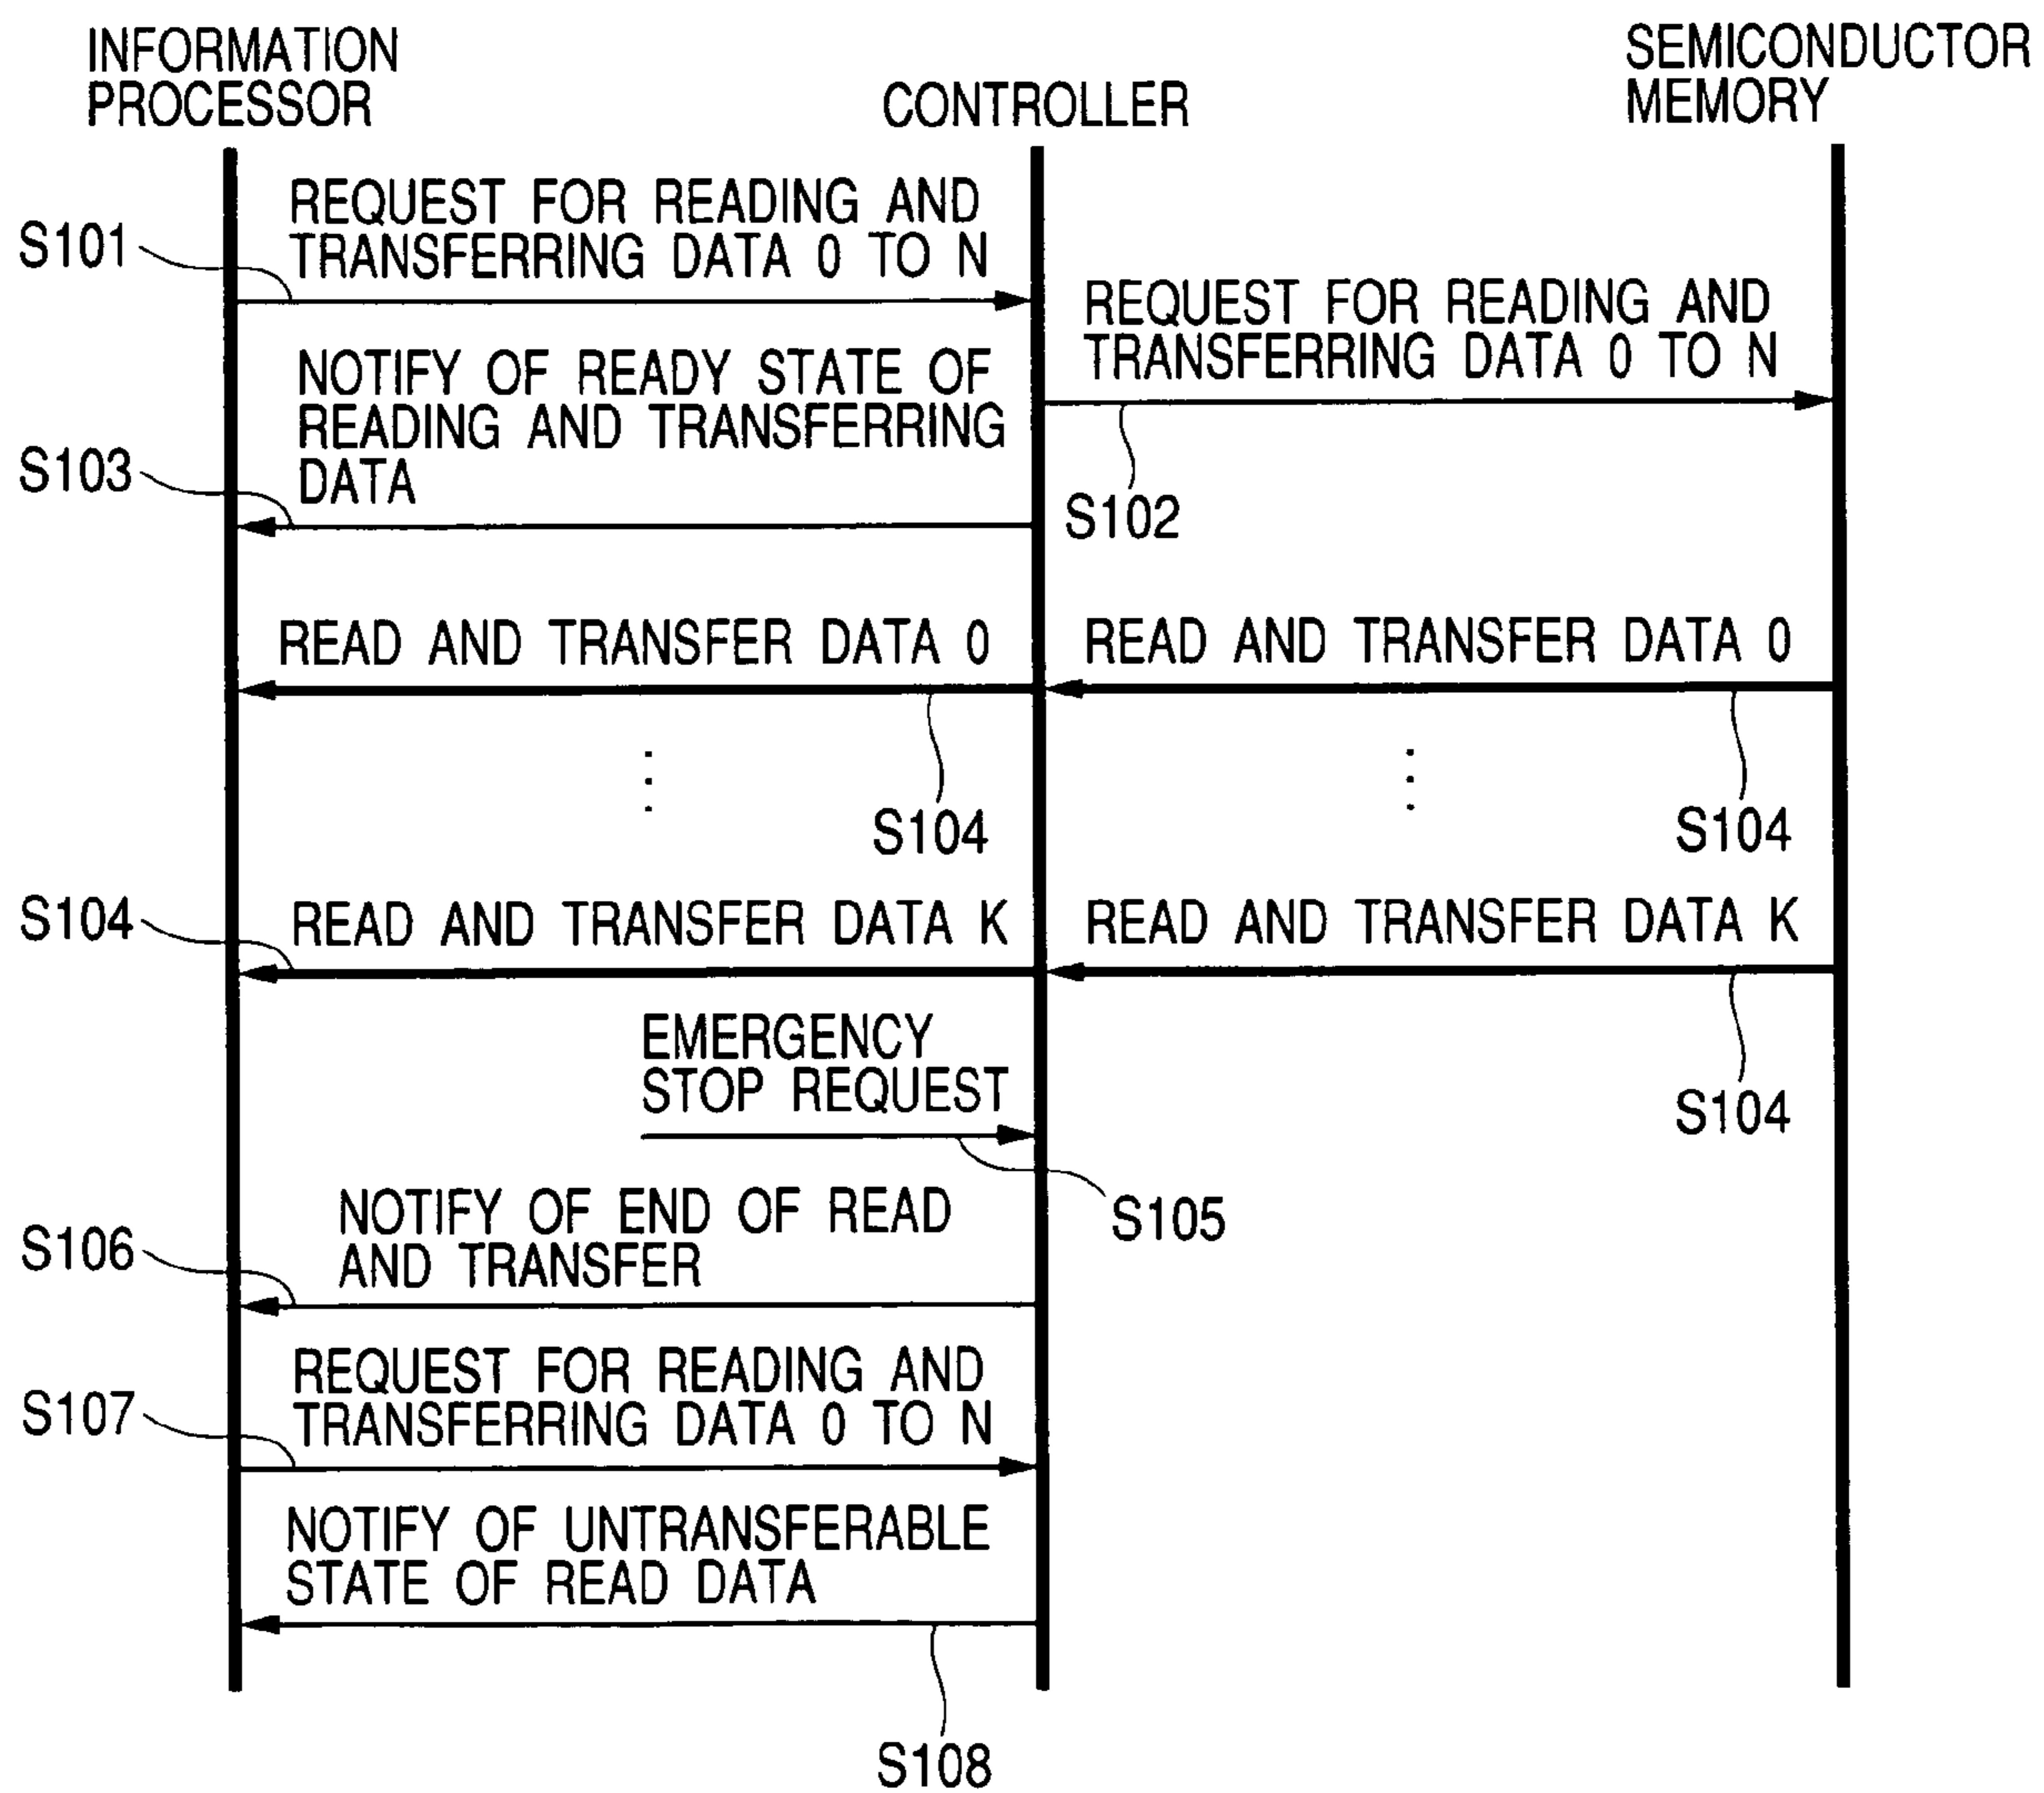 INFORMATION
PROCESSOR
CONTROLLER
SEMICONDUCTOR
MEMORY
REQUEST FOR READING AND
TRANSFERRING DATA 0 TO N
S101
REQUEST FOR READING AND
TRANSFERRING DATA 0 TO N
S102
NOTIFY OF READY STATE OF
READING AND TRANSFERRING
DATA
S103
READ AND TRANSFER DATA 0
READ AND TRANSFER DATA 0
S104
S104
S104
READ AND TRANSFER DATA K
READ AND TRANSFER DATA K
S104
EMERGENCY
STOP REQUEST
S105
NOTIFY OF END OF READ
AND TRANSFER
S106
REQUEST FOR READING AND
TRANSFERRING DATA 0 TO N
S107
NOTIFY OF UNTRANSFERABLE
STATE OF READ DATA
S108